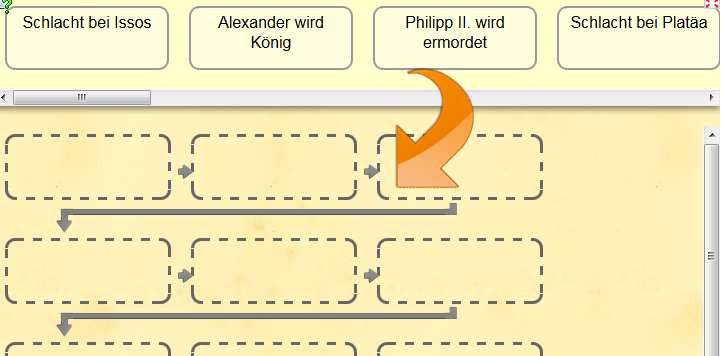 ?
Schlacht bei Issos
Alexander wird
König
Philipp II. wird
ermordet
Schlacht bei Platäa